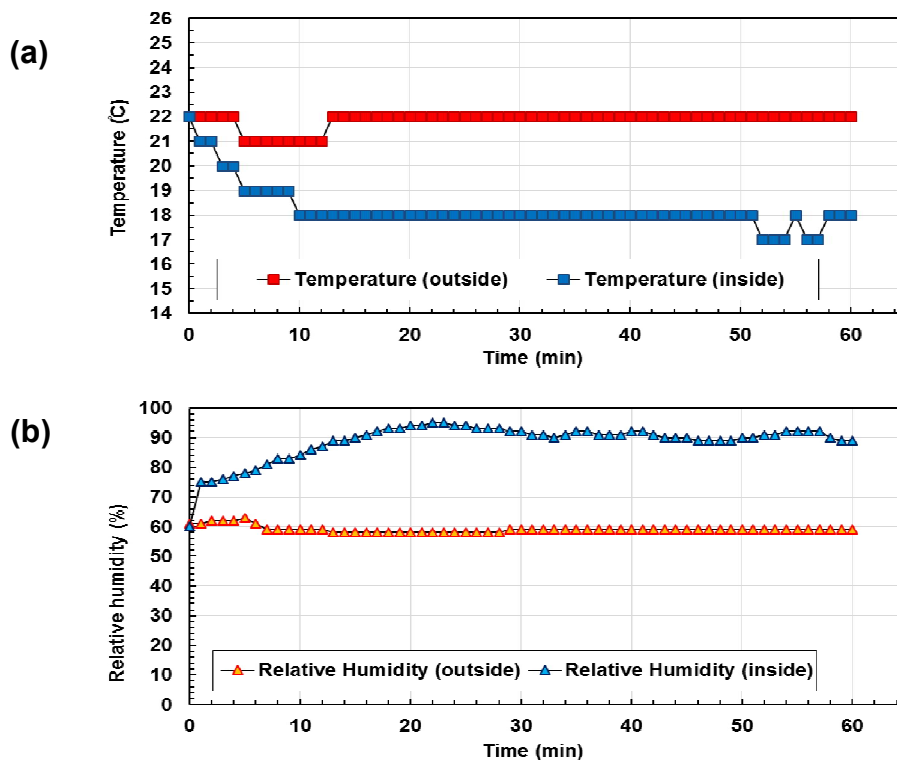 (a)
Temperature (℃)
26
25
24
23
22
21
20
19
18
17
16
15
14
Temperature (outside) Temperature (inside)
0 10 20 30 40 50 60
Time (min)
(b)
Relative humidity (%)
100
90
80
70
60
50
40
30
20
10
0
Relative Humidity (outside) Relative Humidity (inside)
0 10 20 30 40 50 60
Time (min)